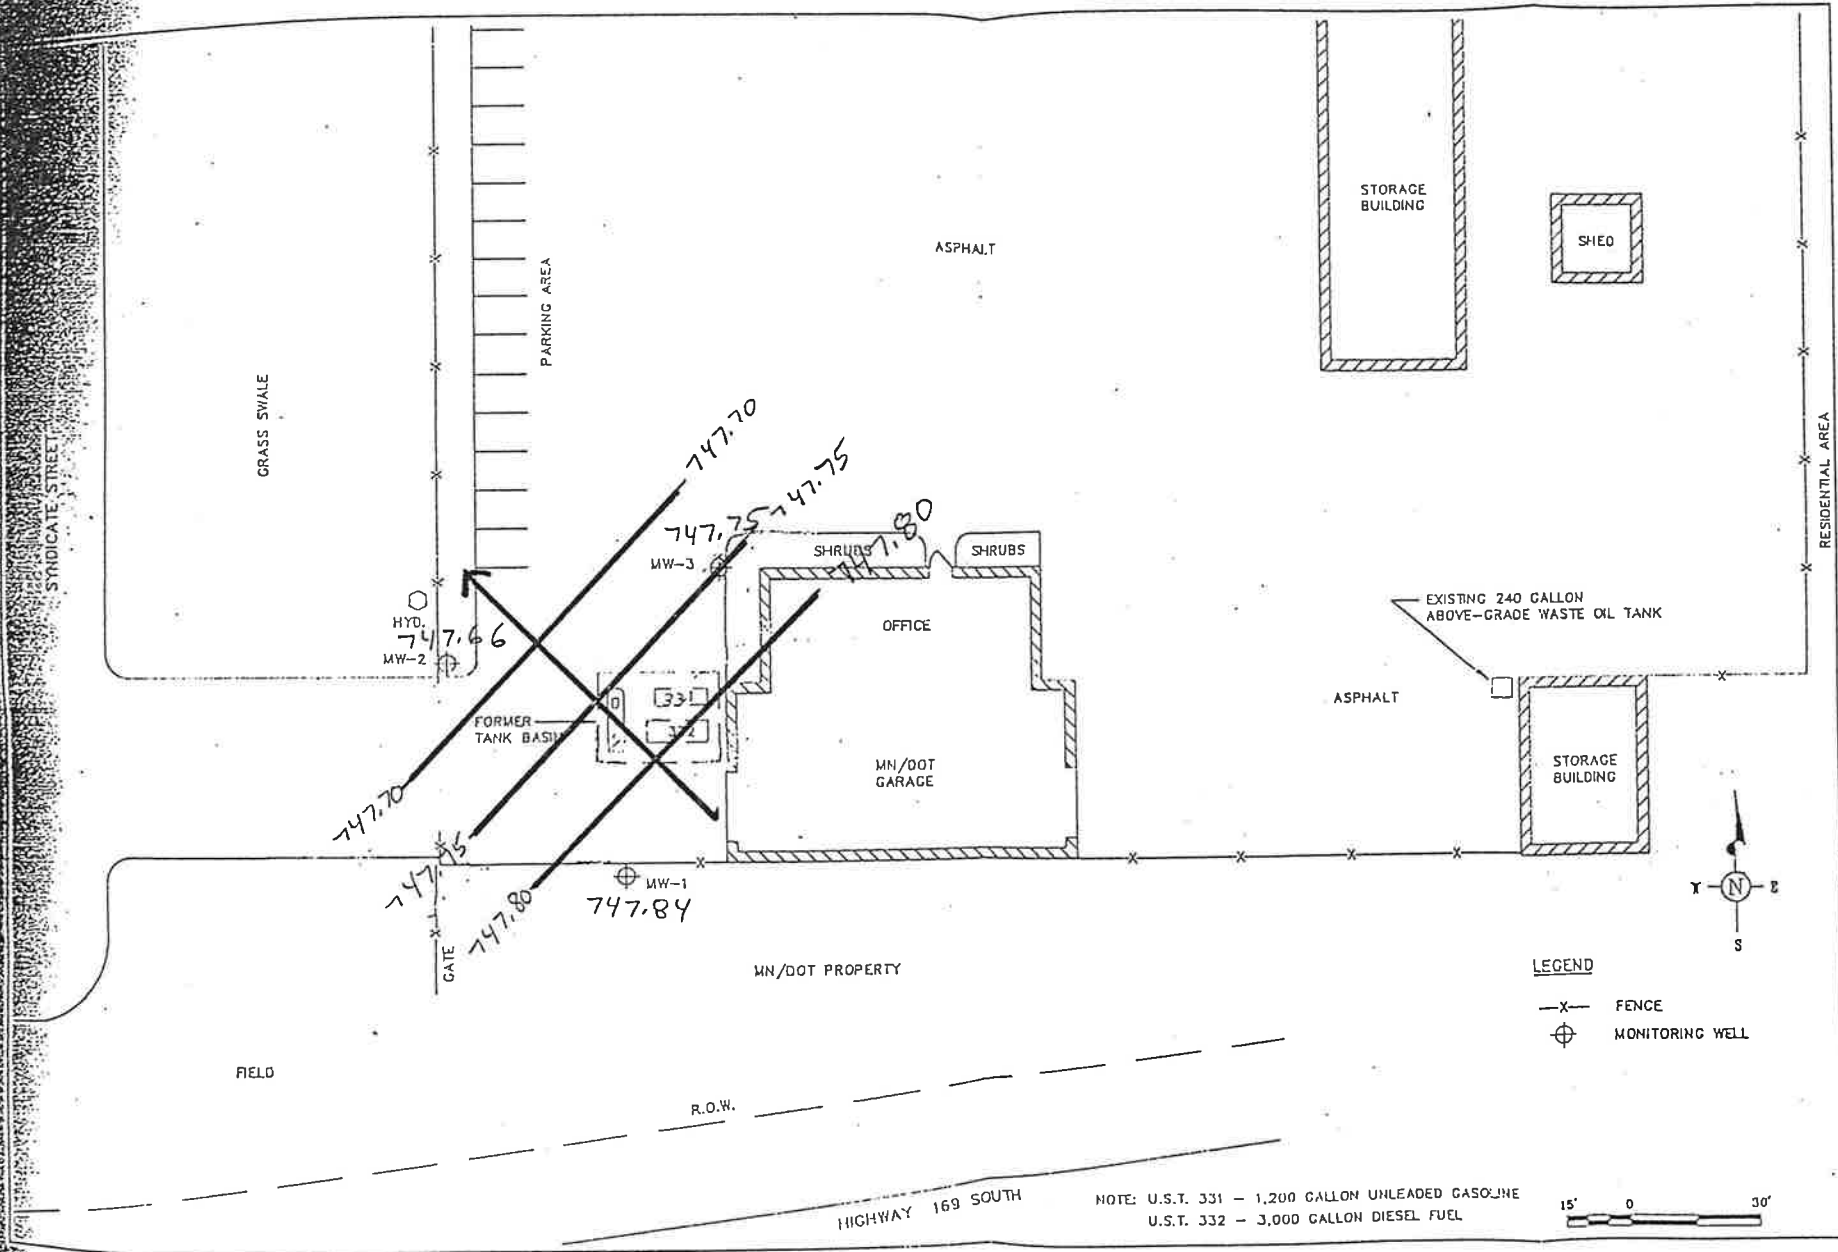 STORAGE
BUILDING
SHED
ASPHALT
PARKING AREA
GRASS SWALE
SYNDICATE STREET
RESIDENTIAL AREA
747.70
747.75
747.75
747.80
SHRUBS
SHRUBS
MW-3
OFFICE
EXISTING 240 GALLON
ABOVE-GRADE WASTE OIL TANK
HYD.
747.66
MW-2
331
332
FORMER
TANK BASIN
ASPHALT
MN/DOT
GARAGE
STORAGE
BUILDING
747.70
747.75
747.80
MW-1
747.84
GATE
MN/DOT PROPERTY
N
E
S
LEGEND
—X— FENCE
MONITORING WELL
FIELD
R.O.W.
HIGHWAY 169 SOUTH
NOTE: U.S.T. 331 – 1,200 GALLON UNLEADED GASOLINE
U.S.T. 332 – 3,000 GALLON DIESEL FUEL
15' 0 30'